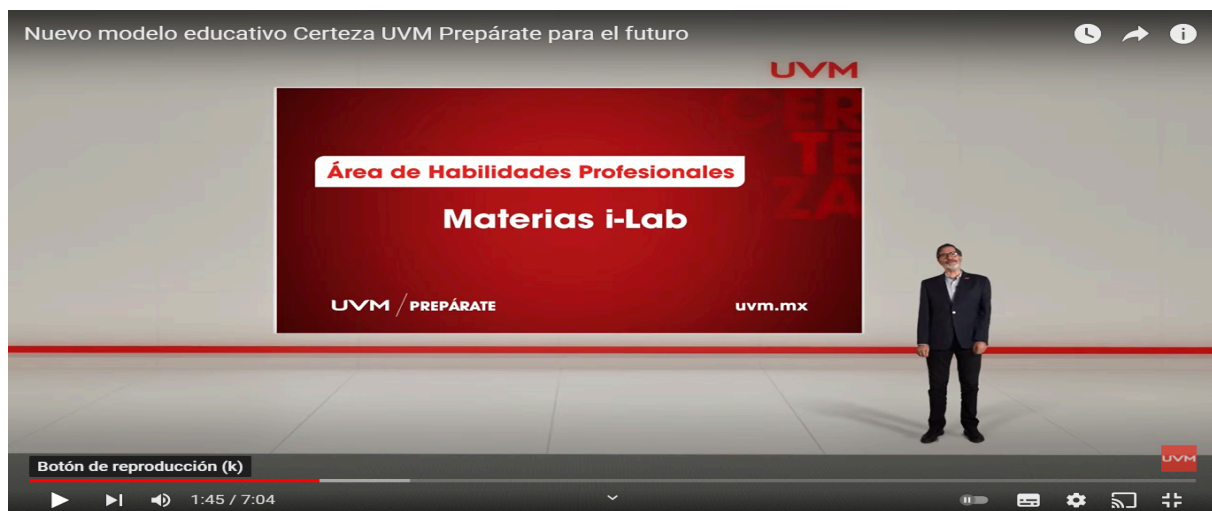 Nuevo modelo educativo Certeza UVM Prepárate para el futuro
UVM
CER
TE
ZA
Área de Habilidades Profesionales
Materias i-Lab
UVM / PREPÁRATE
uvm.mx
Botón de reproducción (k)
UVM
1:45 / 7:04